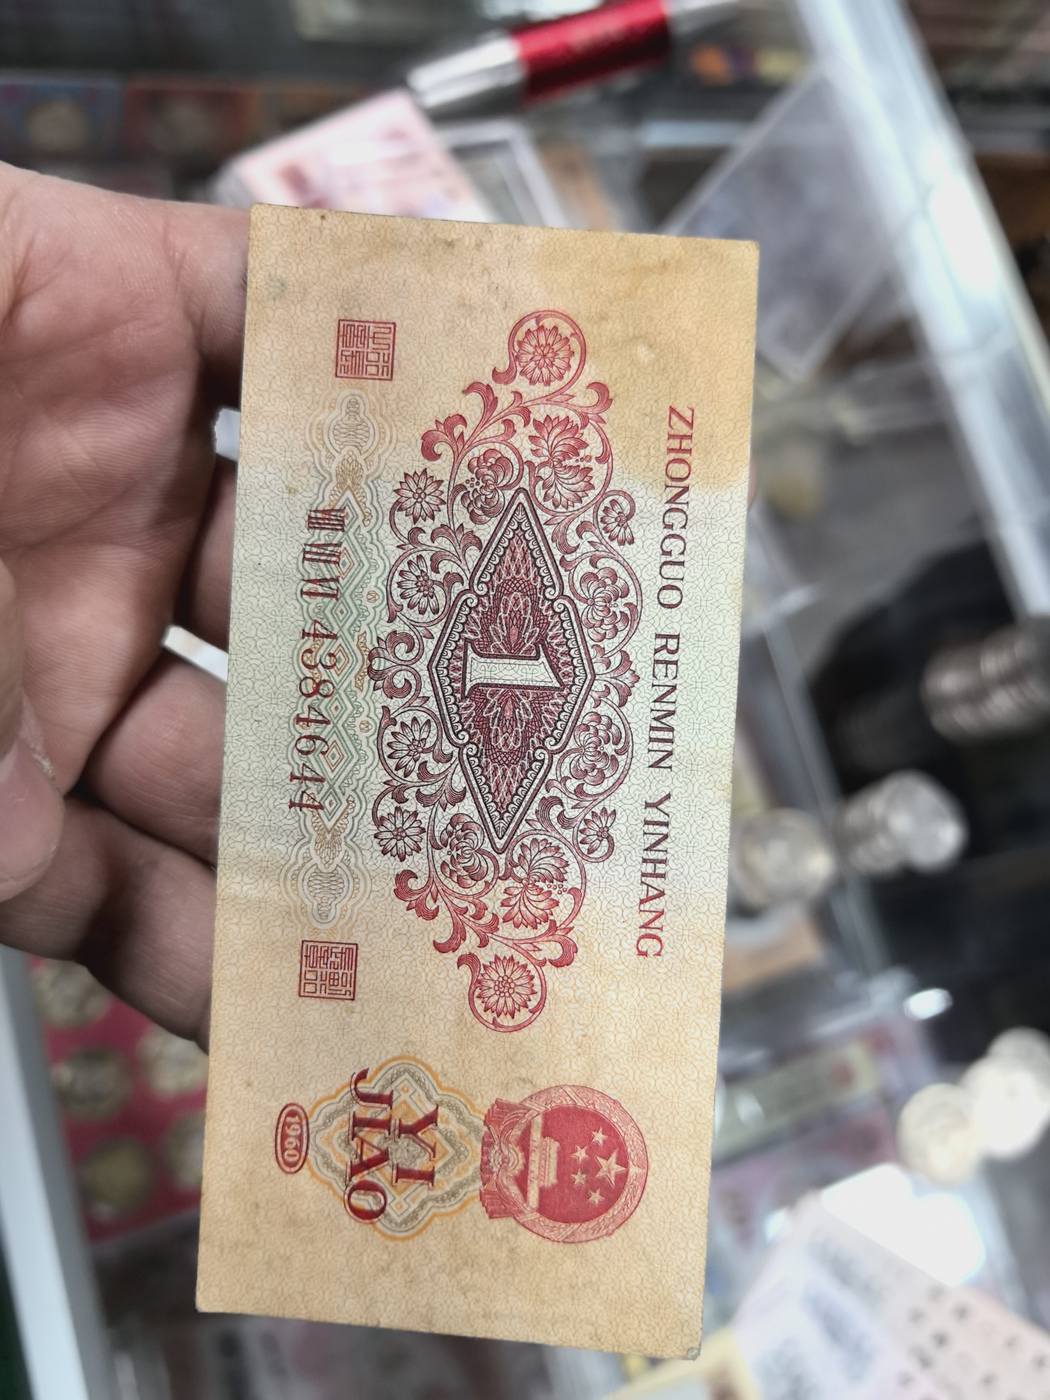 ZHONGGUO RENMIN YINHANG
1
4384644
YI
JIAO
1960